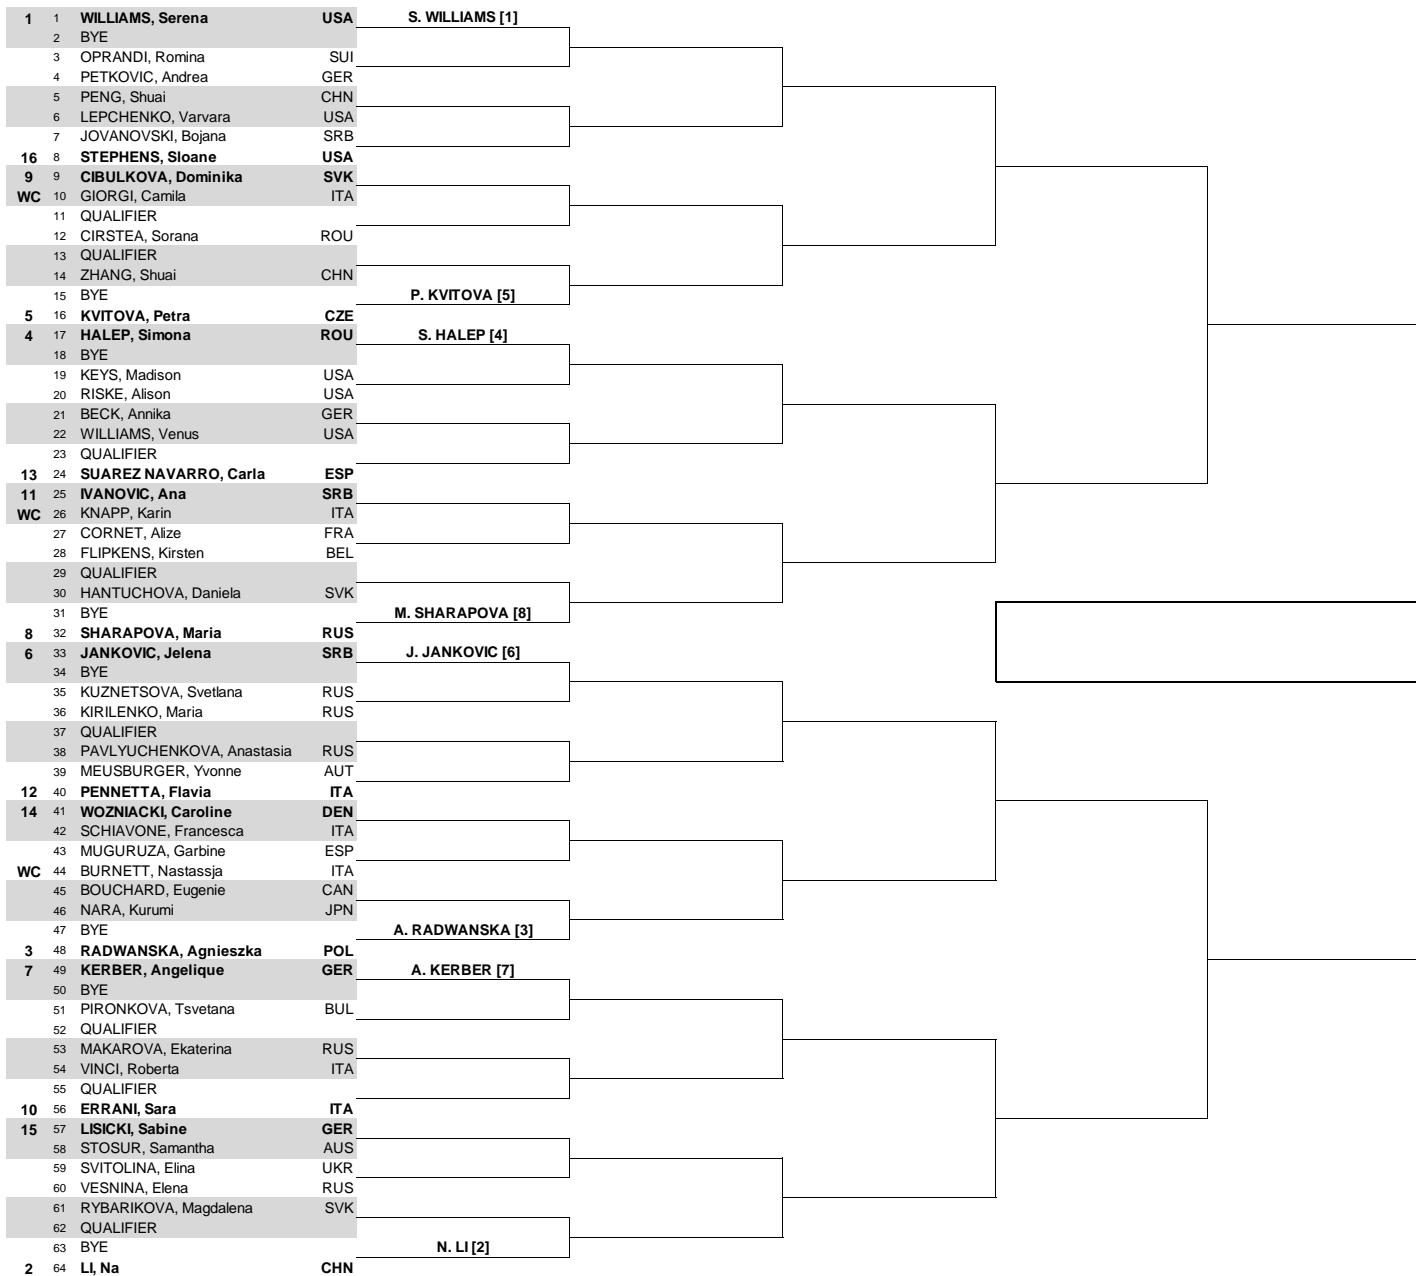 1 1 WILLIAMS, Serena USA S. WILLIAMS [1]
2 BYE
3 OPRANDI, Romina SUI
4 PETKOVIC, Andrea GER
5 PENG, Shuai CHN
6 LEPCHENKO, Varvara USA
7 JOVANOVSKI, Bojana SRB
16 8 STEPHENS, Sloane USA
9 9 CIBULKOVA, Dominika SVK
WC 10 GIORGI, Camila ITA
11 QUALIFIER
12 CIRSTEA, Sorana ROU
13 QUALIFIER
14 ZHANG, Shuai CHN
15 BYE P. KVITOVA [5]
5 16 KVITOVA, Petra CZE
4 17 HALEP, Simona ROU S. HALEP [4]
18 BYE
19 KEYS, Madison USA
20 RISKE, Alison USA
21 BECK, Annika GER
22 WILLIAMS, Venus USA
23 QUALIFIER
13 24 SUAREZ NAVARRO, Carla ESP
11 25 IVANOVIC, Ana SRB
WC 26 KNAPP, Karin ITA
27 CORNET, Alize FRA
28 FLIPKENS, Kirsten BEL
29 QUALIFIER
30 HANTUCHOVA, Daniela SVK
31 BYE M. SHARAPOVA [8]
8 32 SHARAPOVA, Maria RUS
6 33 JANKOVIC, Jelena SRB J. JANKOVIC [6]
34 BYE
35 KUZNETSOVA, Svetlana RUS
36 KIRILENKO, Maria RUS
37 QUALIFIER
38 PAVLYUCHENKOVA, Anastasia RUS
39 MEUSBURGER, Yvonne AUT
12 40 PENNETTA, Flavia ITA
14 41 WOZNIACKI, Caroline DEN
42 SCHIAVONE, Francesca ITA
43 MUGURUZA, Garbine ESP
WC 44 BURNETT, Nastassja ITA
45 BOUCHARD, Eugenie CAN
46 NARA, Kurumi JPN
47 BYE A. RADWANSKA [3]
3 48 RADWANSKA, Agnieszka POL
7 49 KERBER, Angelique GER A. KERBER [7]
50 BYE
51 PIRONKOVA, Tsvetana BUL
52 QUALIFIER
53 MAKAROVA, Ekaterina RUS
54 VINCI, Roberta ITA
55 QUALIFIER
10 56 ERRANI, Sara ITA
15 57 LISICKI, Sabine GER
58 STOSUR, Samantha AUS
59 SVITOLINA, Elina UKR
60 VESNINA, Elena RUS
61 RYBARIKOVA, Magdalena SVK
62 QUALIFIER
63 BYE N. LI [2]
2 64 LI, Na CHN